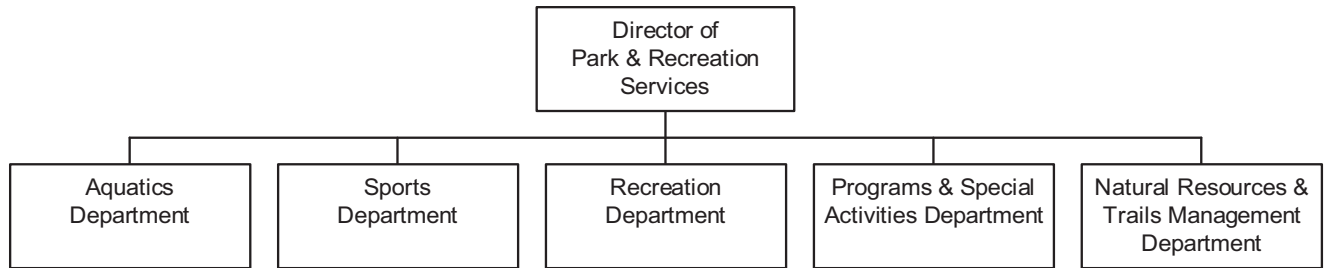 Director of
Park & Recreation
Services
Aquatics
Department
Sports
Department
Recreation
Department
Programs & Special
Activities Department
Natural Resources &
Trails Management
Department